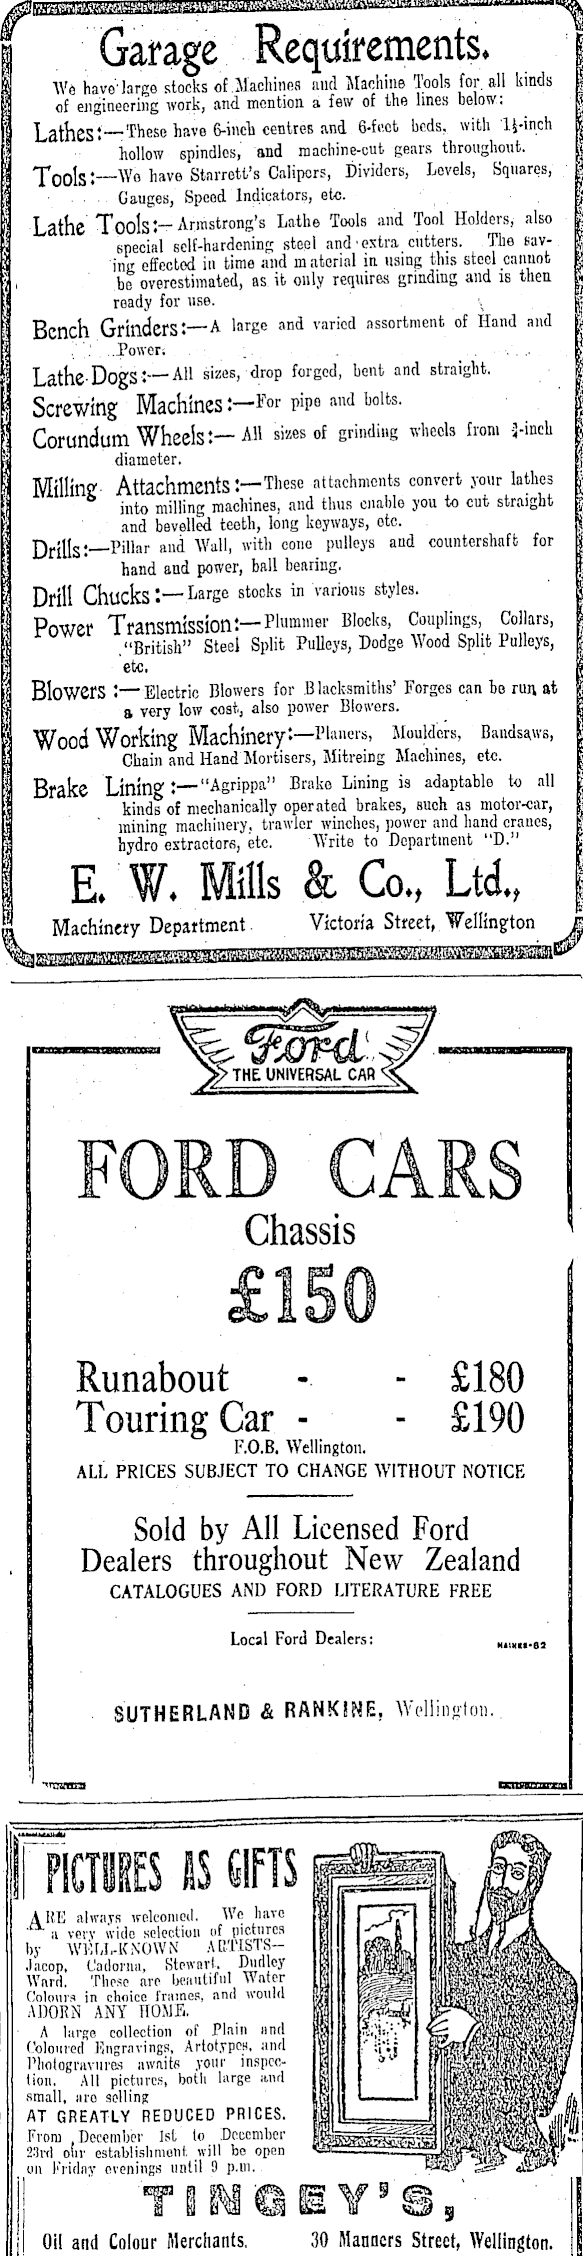 Garage Requirements.
We have large stocks of Machines and Machine Tools for all kinds
of engineering work, and mention a few of the lines below:
Lathes:—These have 6-inch centres and 6-feet beds, with 1½-inch
hollow spindles, and machine-cut gears throughout.
Tools:—We have Starrett's Calipers, Dividers, Levels, Squares,
Gauges, Speed Indicators, etc.
Lathe Tools:—Armstrong's Lathe Tools and Tool Holders, also
special self-hardening steel and extra cutters. The sav-
ing effected in time and material in using this steel cannot
be overestimated, as it only requires grinding and is then
ready for use.
Bench Grinders:—A large and varied assortment of Hand and
Power.
Lathe Dogs:—All sizes, drop forged, bent and straight.
Screwing Machines:—For pipe and bolts.
Corundum Wheels:—All sizes of grinding wheels from ¾-inch
diameter.
Milling Attachments:—These attachments convert your lathes
into milling machines, and thus enable you to cut straight
and bevelled teeth, long keyways, etc.
Drills:—Pillar and Wall, with cone pulleys and countershaft for
hand and power, ball bearing.
Drill Chucks:—Large stocks in various styles.
Power Transmission:—Plummer Blocks, Couplings, Collars,
"British" Steel Split Pulleys, Dodge Wood Split Pulleys,
etc.
Blowers:—Electric Blowers for Blacksmiths' Forges can be run at
a very low cost, also power Blowers.
Wood Working Machinery:—Planers, Moulders, Bandsaws,
Chain and Hand Mortisers, Mitreing Machines, etc.
Brake Lining:—"Agrippa" Brake Lining is adaptable to all
kinds of mechanically operated brakes, such as motor-car,
mining machinery, trawler winches, power and hand cranes,
hydro extractors, etc. Write to Department "D."
E. W. Mills & Co., Ltd.,
Machinery Department Victoria Street, Wellington
Ford
THE UNIVERSAL CAR
FORD CARS
Chassis
£150
Runabout - - £180
Touring Car - - £190
F.O.B. Wellington.
ALL PRICES SUBJECT TO CHANGE WITHOUT NOTICE
Sold by All Licensed Ford
Dealers throughout New Zealand
CATALOGUES AND FORD LITERATURE FREE
Local Ford Dealers:
HAINES-62
SUTHERLAND & RANKINE, Wellington.
PICTURES AS GIFTS
ARE always welcomed. We have
a very wide selection of pictures
by WELL-KNOWN ARTISTS—
Jacop, Cadorna, Stewart, Dudley
Ward. These are beautiful Water
Colours in choice frames, and would
ADORN ANY HOME.
A large collection of Plain and
Coloured Engravings, Artotypes, and
Photogravures awaits your inspec-
tion. All pictures, both large and
small, are selling
AT GREATLY REDUCED PRICES.
From December 1st to December
23rd our establishment will be open
on Friday evenings until 9 p.m.
TINGEY'S,
Oil and Colour Merchants, 30 Manners Street, Wellington.